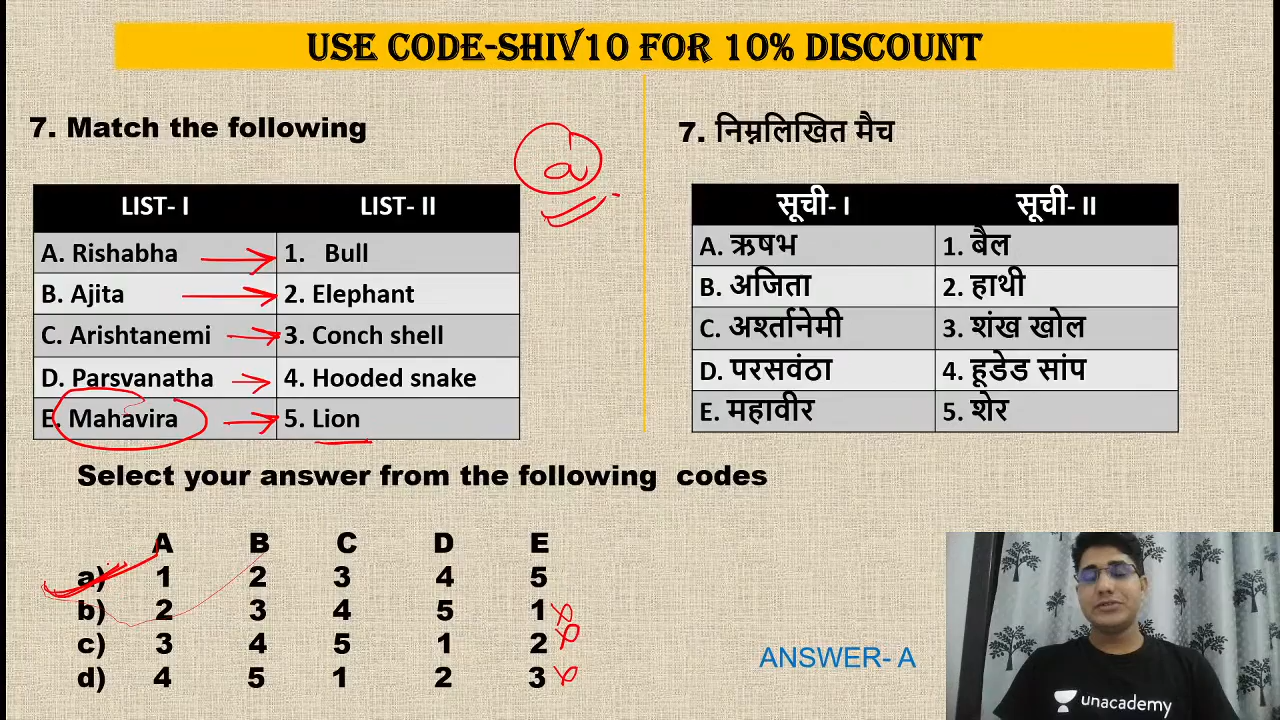 USE CODE-SHIV10 FOR 10% DISCOUNT
7. Match the following
a
LIST- I LIST- II
A. Rishabha 1. Bull
B. Ajita 2. Elephant
C. Arishtanemi 3. Conch shell
D. Parsvanatha 4. Hooded snake
E. Mahavira 5. Lion
7. निम्नलिखित मैच
सूची- I सूची- II
A. ऋषभ 1. बैल
B. अजिता 2. हाथी
C. अर्श्तानेमी 3. शंख खोल
D. परसवंठा 4. हूडेड सांप
E. महावीर 5. शेर
Select your answer from the following codes
A B C D E
a) 1 2 3 4 5
b) 2 3 4 5 1
c) 3 4 5 1 2
d) 4 5 1 2 3
ANSWER- A
unacademy